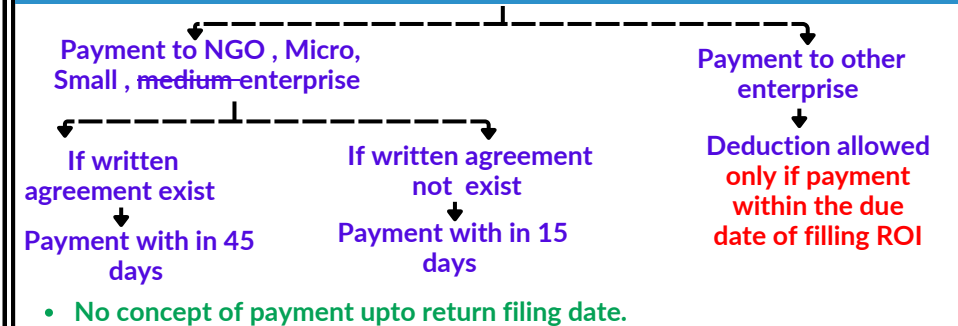 Payment to NGO , Micro,
Small , medium enterprise
Payment to other
enterprise
If written
agreement exist
If written agreement
not exist
Deduction allowed
only if payment
within the due
date of filling ROI
Payment with in 45
days
Payment with in 15
days
• No concept of payment upto return filing date.